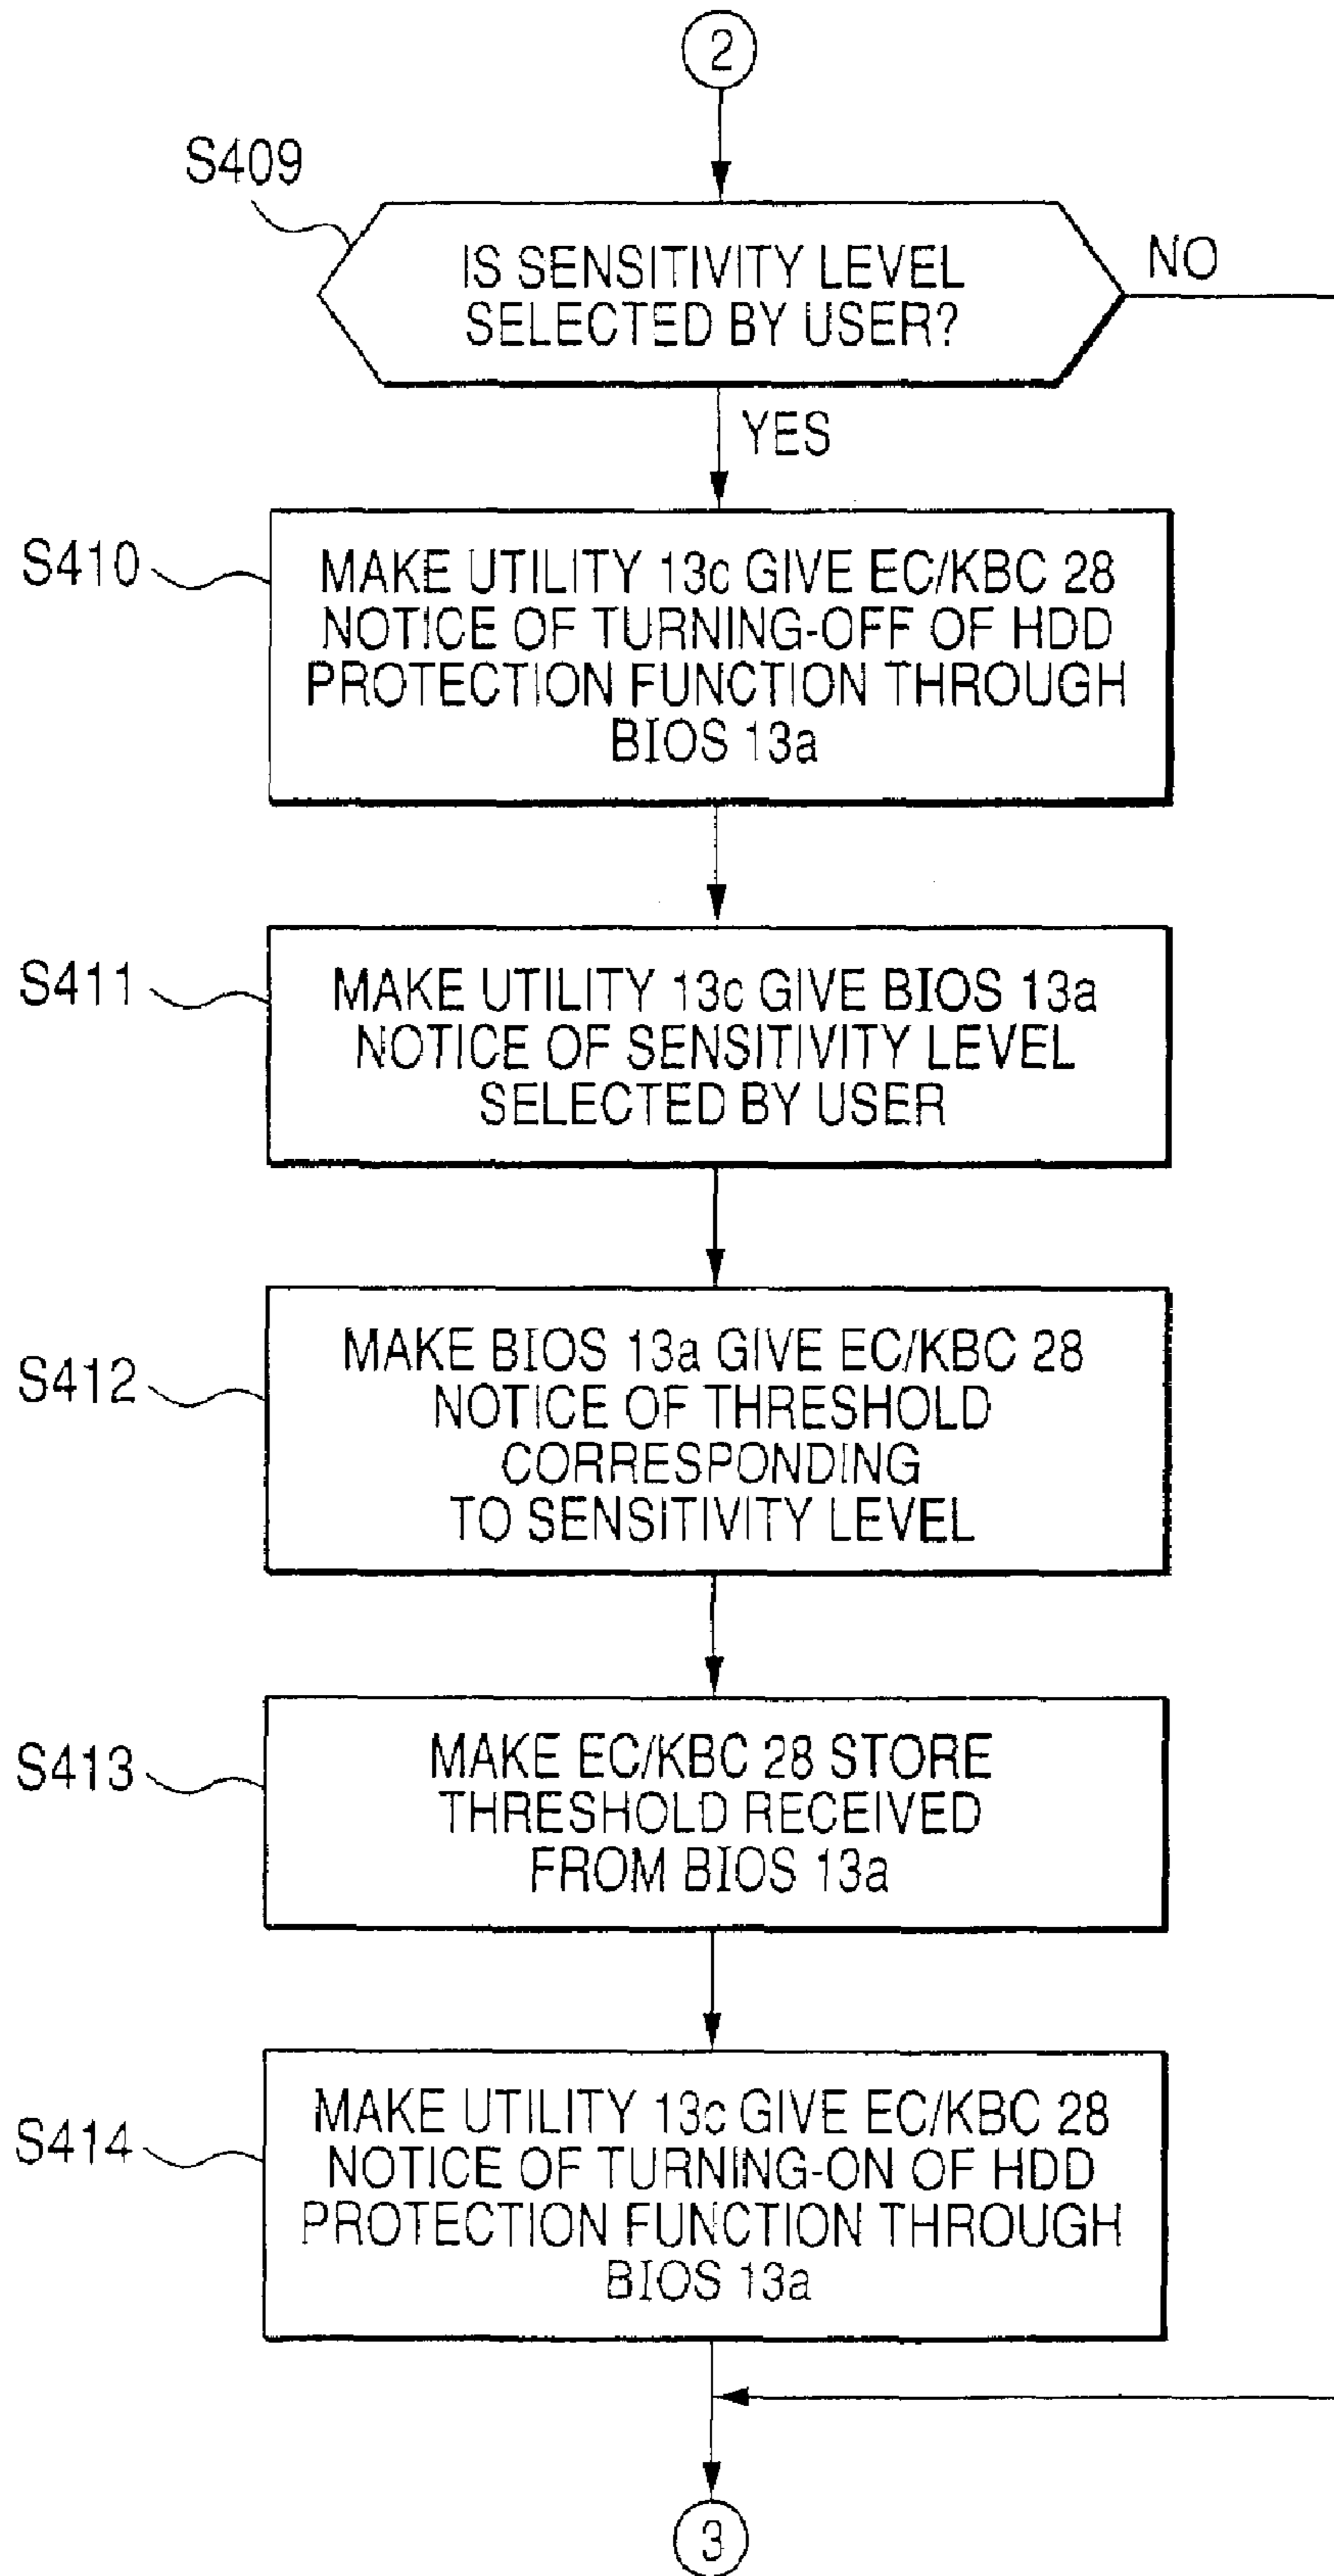 2
S409
IS SENSITIVITY LEVEL
SELECTED BY USER?
NO
YES
S410
MAKE UTILITY 13c GIVE EC/KBC 28
NOTICE OF TURNING-OFF OF HDD
PROTECTION FUNCTION THROUGH
BIOS 13a
S411
MAKE UTILITY 13c GIVE BIOS 13a
NOTICE OF SENSITIVITY LEVEL
SELECTED BY USER
S412
MAKE BIOS 13a GIVE EC/KBC 28
NOTICE OF THRESHOLD
CORRESPONDING
TO SENSITIVITY LEVEL
S413
MAKE EC/KBC 28 STORE
THRESHOLD RECEIVED
FROM BIOS 13a
S414
MAKE UTILITY 13c GIVE EC/KBC 28
NOTICE OF TURNING-ON OF HDD
PROTECTION FUNCTION THROUGH
BIOS 13a
3